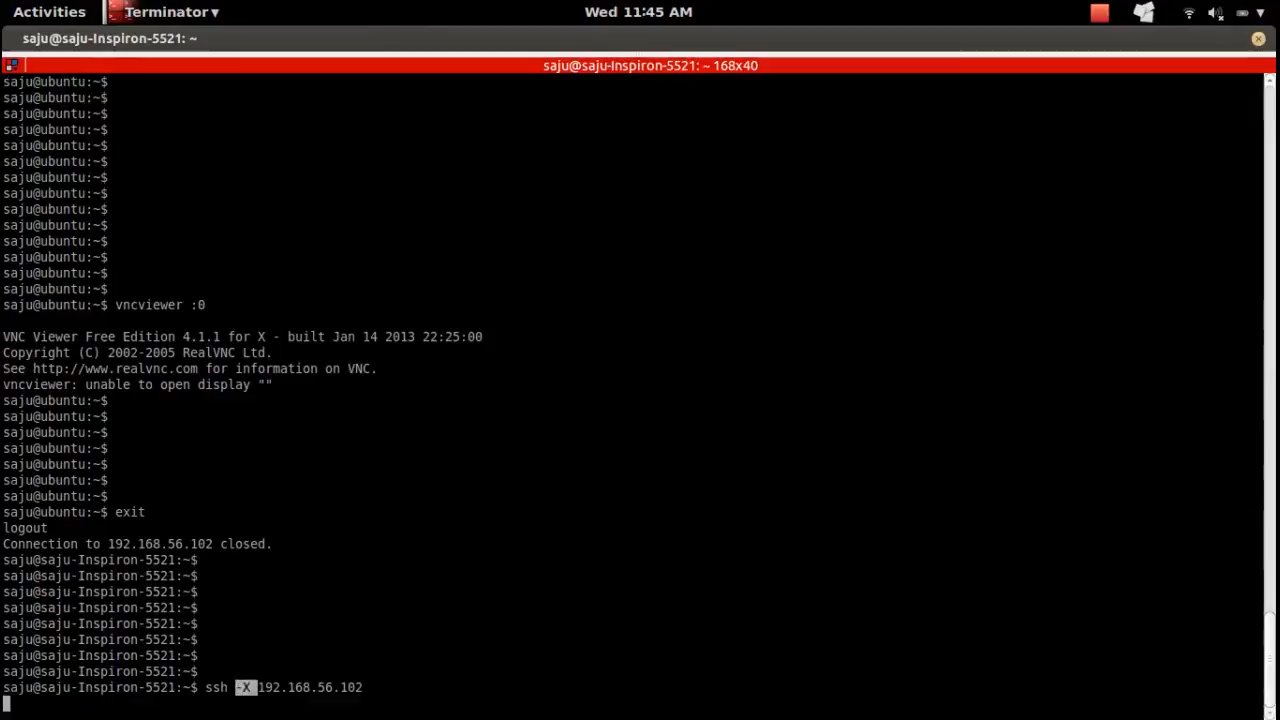 Activities Terminator▾ Wed 11:45 AM
saju@saju-Inspiron-5521: ~
saju@saju-Inspiron-5521: ~ 168x40
saju@ubuntu:~$
saju@ubuntu:~$
saju@ubuntu:~$
saju@ubuntu:~$
saju@ubuntu:~$
saju@ubuntu:~$
saju@ubuntu:~$
saju@ubuntu:~$
saju@ubuntu:~$
saju@ubuntu:~$
saju@ubuntu:~$
saju@ubuntu:~$
saju@ubuntu:~$
saju@ubuntu:~$
saju@ubuntu:~$ vncviewer :0
VNC Viewer Free Edition 4.1.1 for X - built Jan 14 2013 22:25:00
Copyright (C) 2002-2005 RealVNC Ltd.
See http://www.realvnc.com for information on VNC.
vncviewer: unable to open display ""
saju@ubuntu:~$
saju@ubuntu:~$
saju@ubuntu:~$
saju@ubuntu:~$
saju@ubuntu:~$
saju@ubuntu:~$
saju@ubuntu:~$
saju@ubuntu:~$ exit
logout
Connection to 192.168.56.102 closed.
saju@saju-Inspiron-5521:~$
saju@saju-Inspiron-5521:~$
saju@saju-Inspiron-5521:~$
saju@saju-Inspiron-5521:~$
saju@saju-Inspiron-5521:~$
saju@saju-Inspiron-5521:~$
saju@saju-Inspiron-5521:~$
saju@saju-Inspiron-5521:~$
saju@saju-Inspiron-5521:~$ ssh -X 192.168.56.102